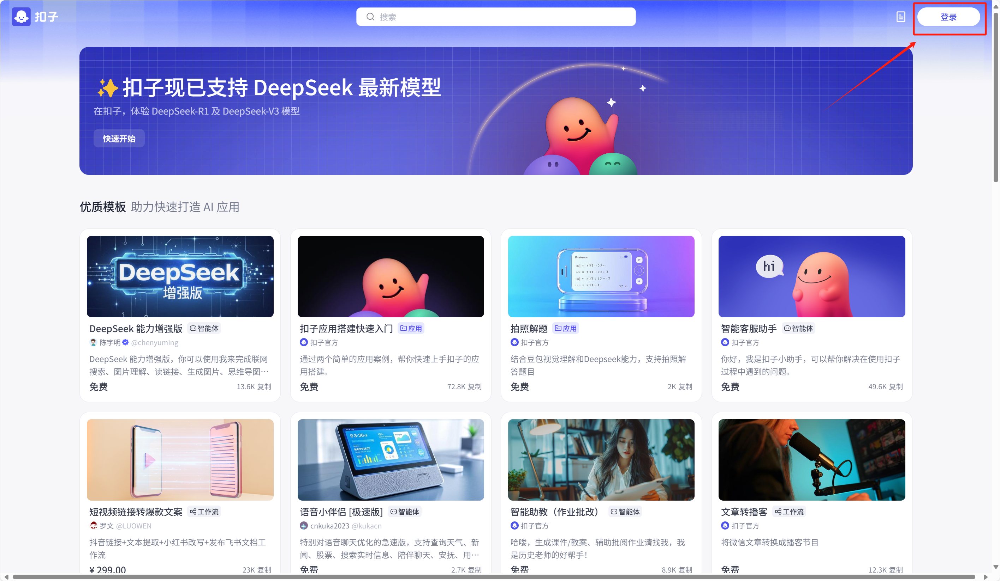 扣子
搜索
登录
扣子现已支持 DeepSeek 最新模型
在扣子，体验 DeepSeek-R1 及 DeepSeek-V3 模型
快速开始
优质模板 助力快速打造 AI 应用
DeepSeek
增强版
DeepSeek 能力增强版 智能体
陈宇明 @chenyuming
DeepSeek 能力增强版，你可以使用我来完成联网
搜索、图片理解、读链接、生成图片、思维导图…
免费 13.6K 复制
扣子应用搭建快速入门 应用
扣子官方
通过两个简单的应用案例，帮你快速上手扣子的应
用搭建。
免费 72.8K 复制
拍照解题 应用
扣子官方
结合豆包视觉理解和Deepseek能力，支持拍照解
答题目
免费 2K 复制
hi
智能客服助手 智能体
扣子官方
你好，我是扣子小助手，可以帮你解决在使用扣子
过程中遇到的问题。
免费 49.6K 复制
短视频链接转爆款文案 工作流
罗文 @LUOWEN
抖音链接+文本提取+小红书改写+发布飞书文档工
作流
¥ 299.00 23K 复制
03:20
语音小伴侣 [极速版] 智能体
cnkuka2023 @kukacn
特别对语音聊天优化的急速版，支持查询天气、新
闻、股票、搜索实时信息、陪伴聊天、安抚、用…
免费 2.7K 复制
智能助教（作业批改） 智能体
扣子官方
哈喽，生成课件/教案、辅助批阅作业请找我，我
是历史老师的好帮手！
免费 8.9K 复制
文章转播客 工作流
扣子官方
将微信文章转换成播客节目
免费 12.3K 复制